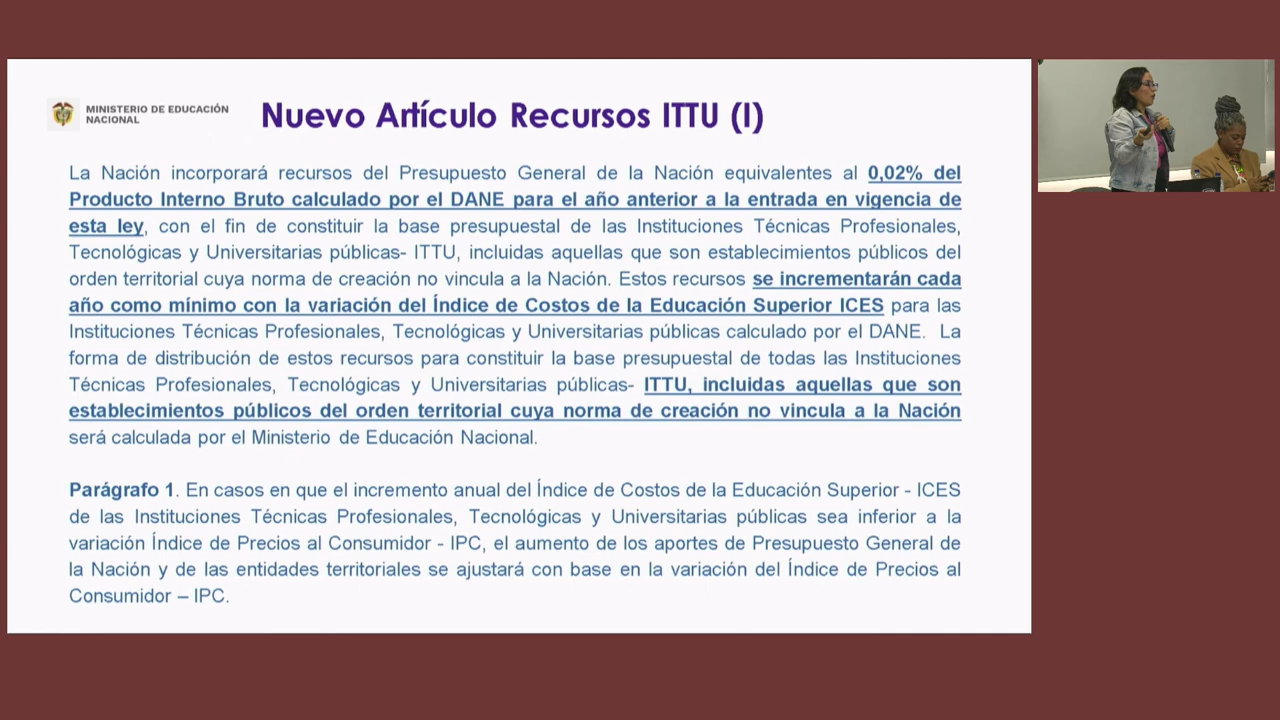 MINISTERIO DE EDUCACIÓN
NACIONAL
Nuevo Artículo Recursos ITTU (I)
La Nación incorporará recursos del Presupuesto General de la Nación equivalentes al 0,02% del
Producto Interno Bruto calculado por el DANE para el año anterior a la entrada en vigencia de
esta ley, con el fin de constituir la base presupuestal de las Instituciones Técnicas Profesionales,
Tecnológicas y Universitarias públicas- ITTU, incluidas aquellas que son establecimientos públicos del
orden territorial cuya norma de creación no vincula a la Nación. Estos recursos se incrementarán cada
año como mínimo con la variación del Índice de Costos de la Educación Superior ICES para las
Instituciones Técnicas Profesionales, Tecnológicas y Universitarias públicas calculado por el DANE. La
forma de distribución de estos recursos para constituir la base presupuestal de todas las Instituciones
Técnicas Profesionales, Tecnológicas y Universitarias públicas- ITTU, incluidas aquellas que son
establecimientos públicos del orden territorial cuya norma de creación no vincula a la Nación
será calculada por el Ministerio de Educación Nacional.
Parágrafo 1. En casos en que el incremento anual del Índice de Costos de la Educación Superior - ICES
de las Instituciones Técnicas Profesionales, Tecnológicas y Universitarias públicas sea inferior a la
variación Índice de Precios al Consumidor - IPC, el aumento de los aportes de Presupuesto General de
la Nación y de las entidades territoriales se ajustará con base en la variación del Índice de Precios al
Consumidor – IPC.